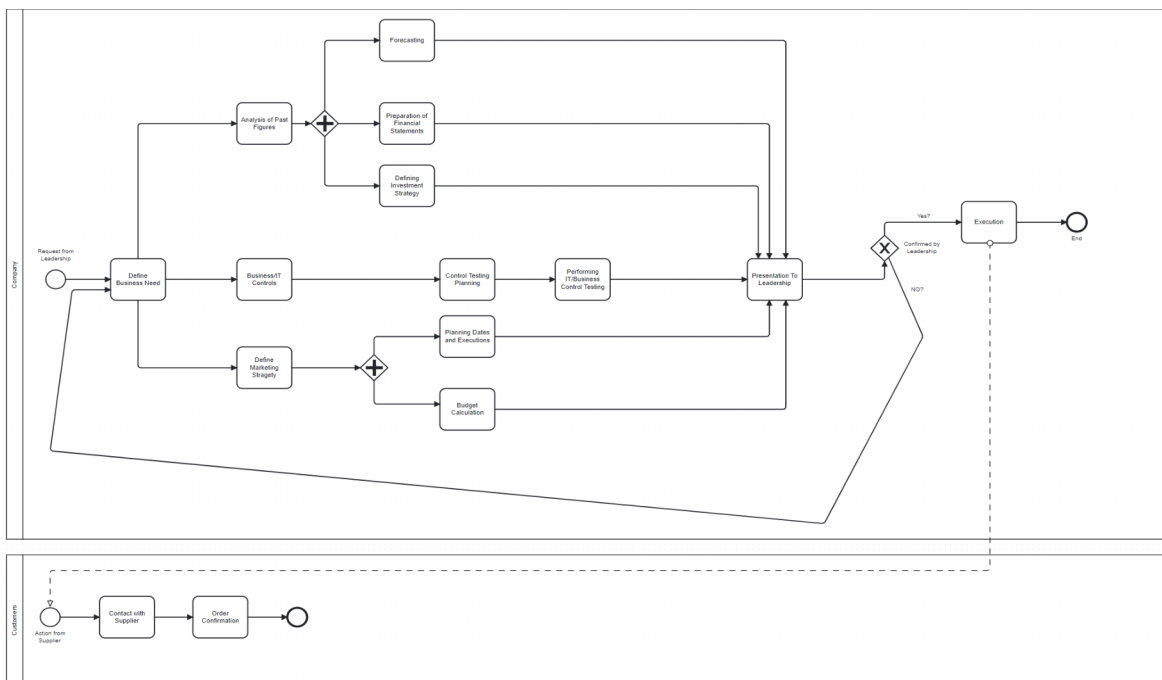 Company
Forecasting
Analysis of Past
Figures
Preparation of
Financial
Statements
Defining
Investment
Strategy
Request from
Leadership
Define
Business Need
Business/IT
Controls
Control Testing
Planning
Performing
IT/Business
Control Testing
Presentation To
Leadership
Yes?
Confirmed by
Leadership
NO?
Execution
End
Define
Marketing
Stragety
Planning Dates
and Executions
Budget
Calculation
Customers
Action from
Supplier
Contact with
Supplier
Order
Confirmation